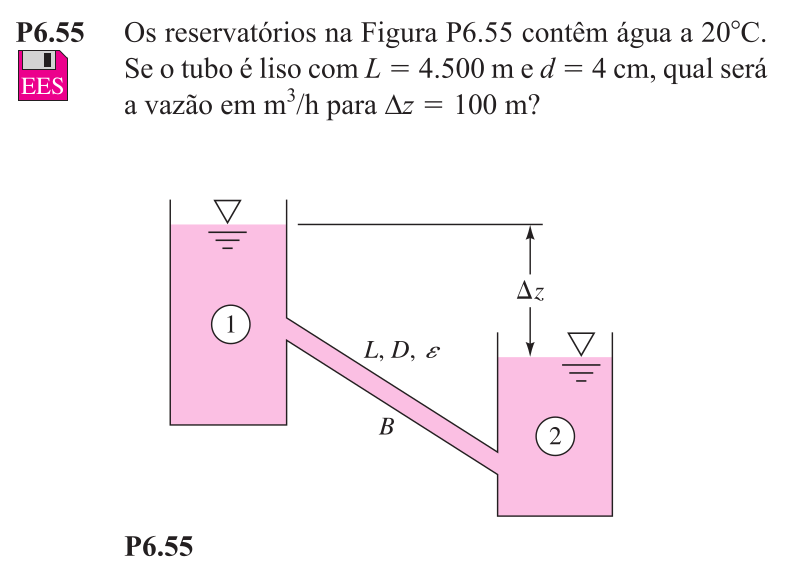 P6.55 Os reservatórios na Figura P6.55 contêm água a 20°C.
EES Se o tubo é liso com L = 4.500 m e d = 4 cm, qual será
a vazão em m³/h para Δz = 100 m?
Δz
1
L, D, ε
B
2
P6.55